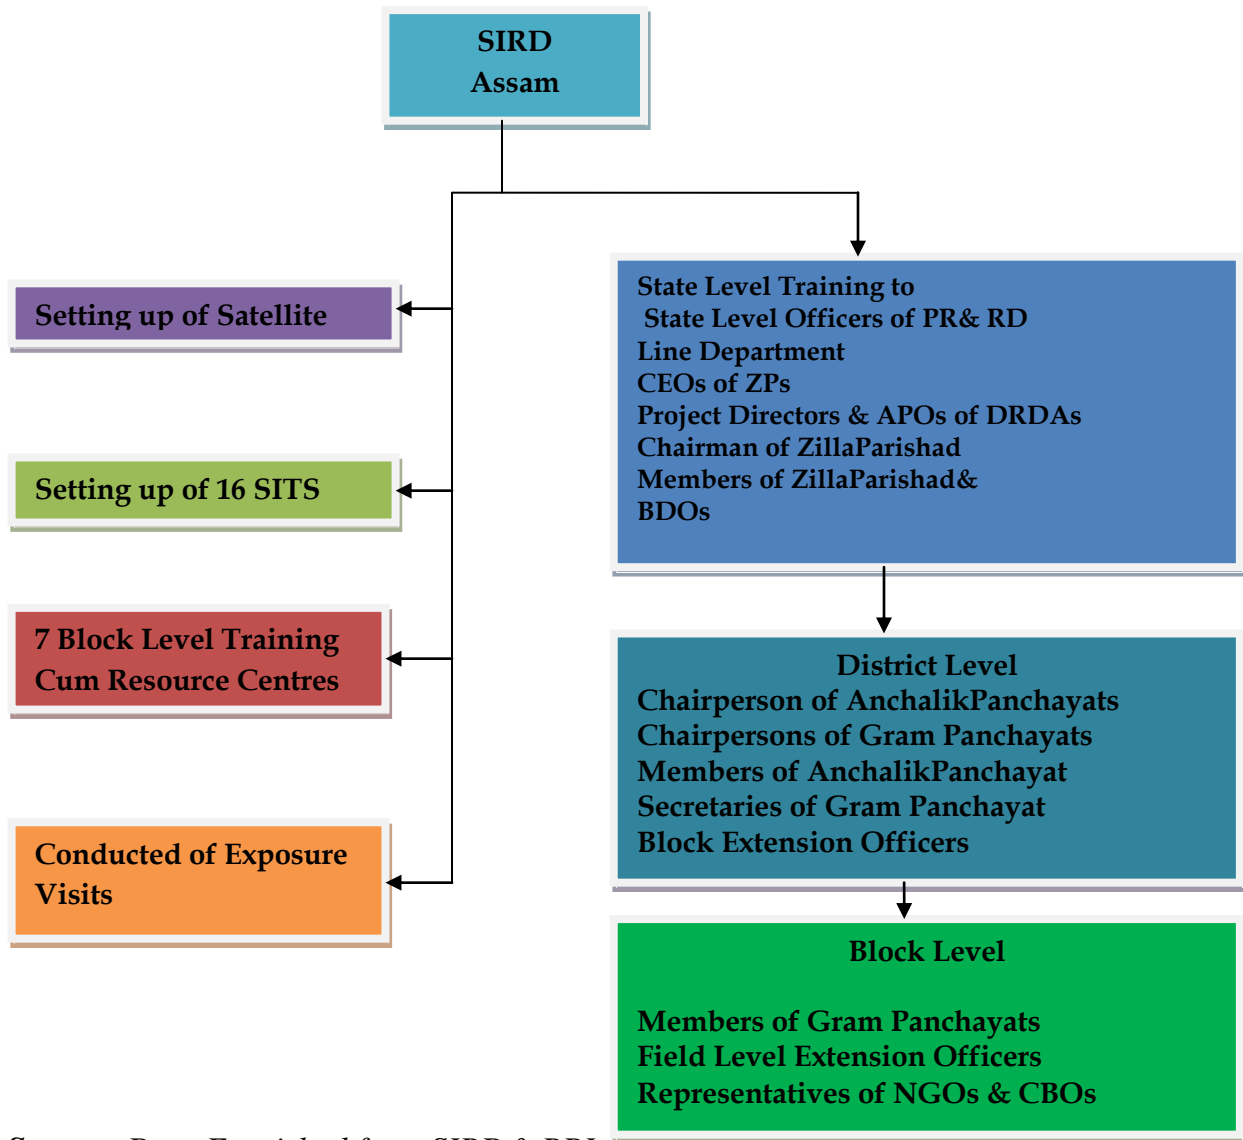 SIRD
Assam
Setting up of Satellite
Setting up of 16 SITS
7 Block Level Training
Cum Resource Centres
Conducted of Exposure
Visits
State Level Training to
State Level Officers of PR& RD
Line Department
CEOs of ZPs
Project Directors & APOs of DRDAs
Chairman of ZillaParishad
Members of ZillaParishad&
BDOs
District Level
Chairperson of AnchalikPanchayats
Chairpersons of Gram Panchayats
Members of AnchalikPanchayat
Secretaries of Gram Panchayat
Block Extension Officers
Block Level
Members of Gram Panchayats
Field Level Extension Officers
Representatives of NGOs & CBOs